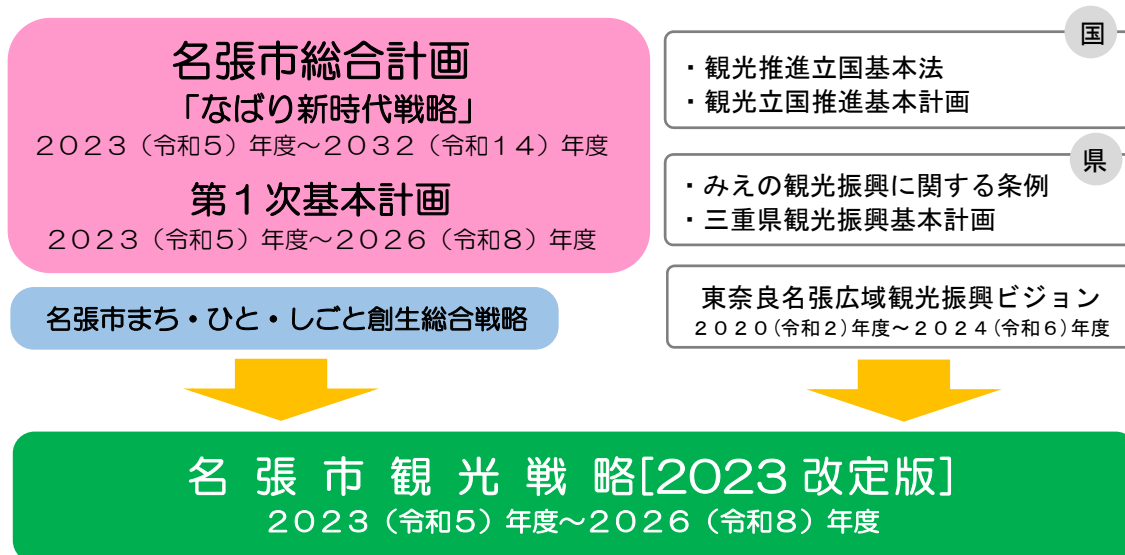 名張市総合計画
「なばり新時代戦略」
２０２３（令和５）年度～２０３２（令和１４）年度
第１次基本計画
２０２３（令和５）年度～２０２６（令和８）年度
名張市まち・ひと・しごと創生総合戦略
国
・観光推進立国基本法
・観光立国推進基本計画
県
・みえの観光振興に関する条例
・三重県観光振興基本計画
東奈良名張広域観光振興ビジョン
２０２０(令和２)年度～２０２４(令和６)年度
名 張 市 観 光 戦 略[2023 改定版]
２０２３（令和５）年度～２０２６（令和８）年度